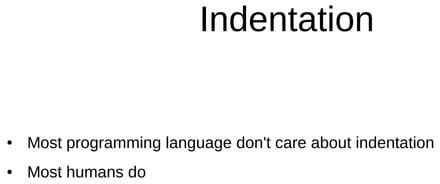 Indentation
• Most programming language don't care about indentation
• Most humans do